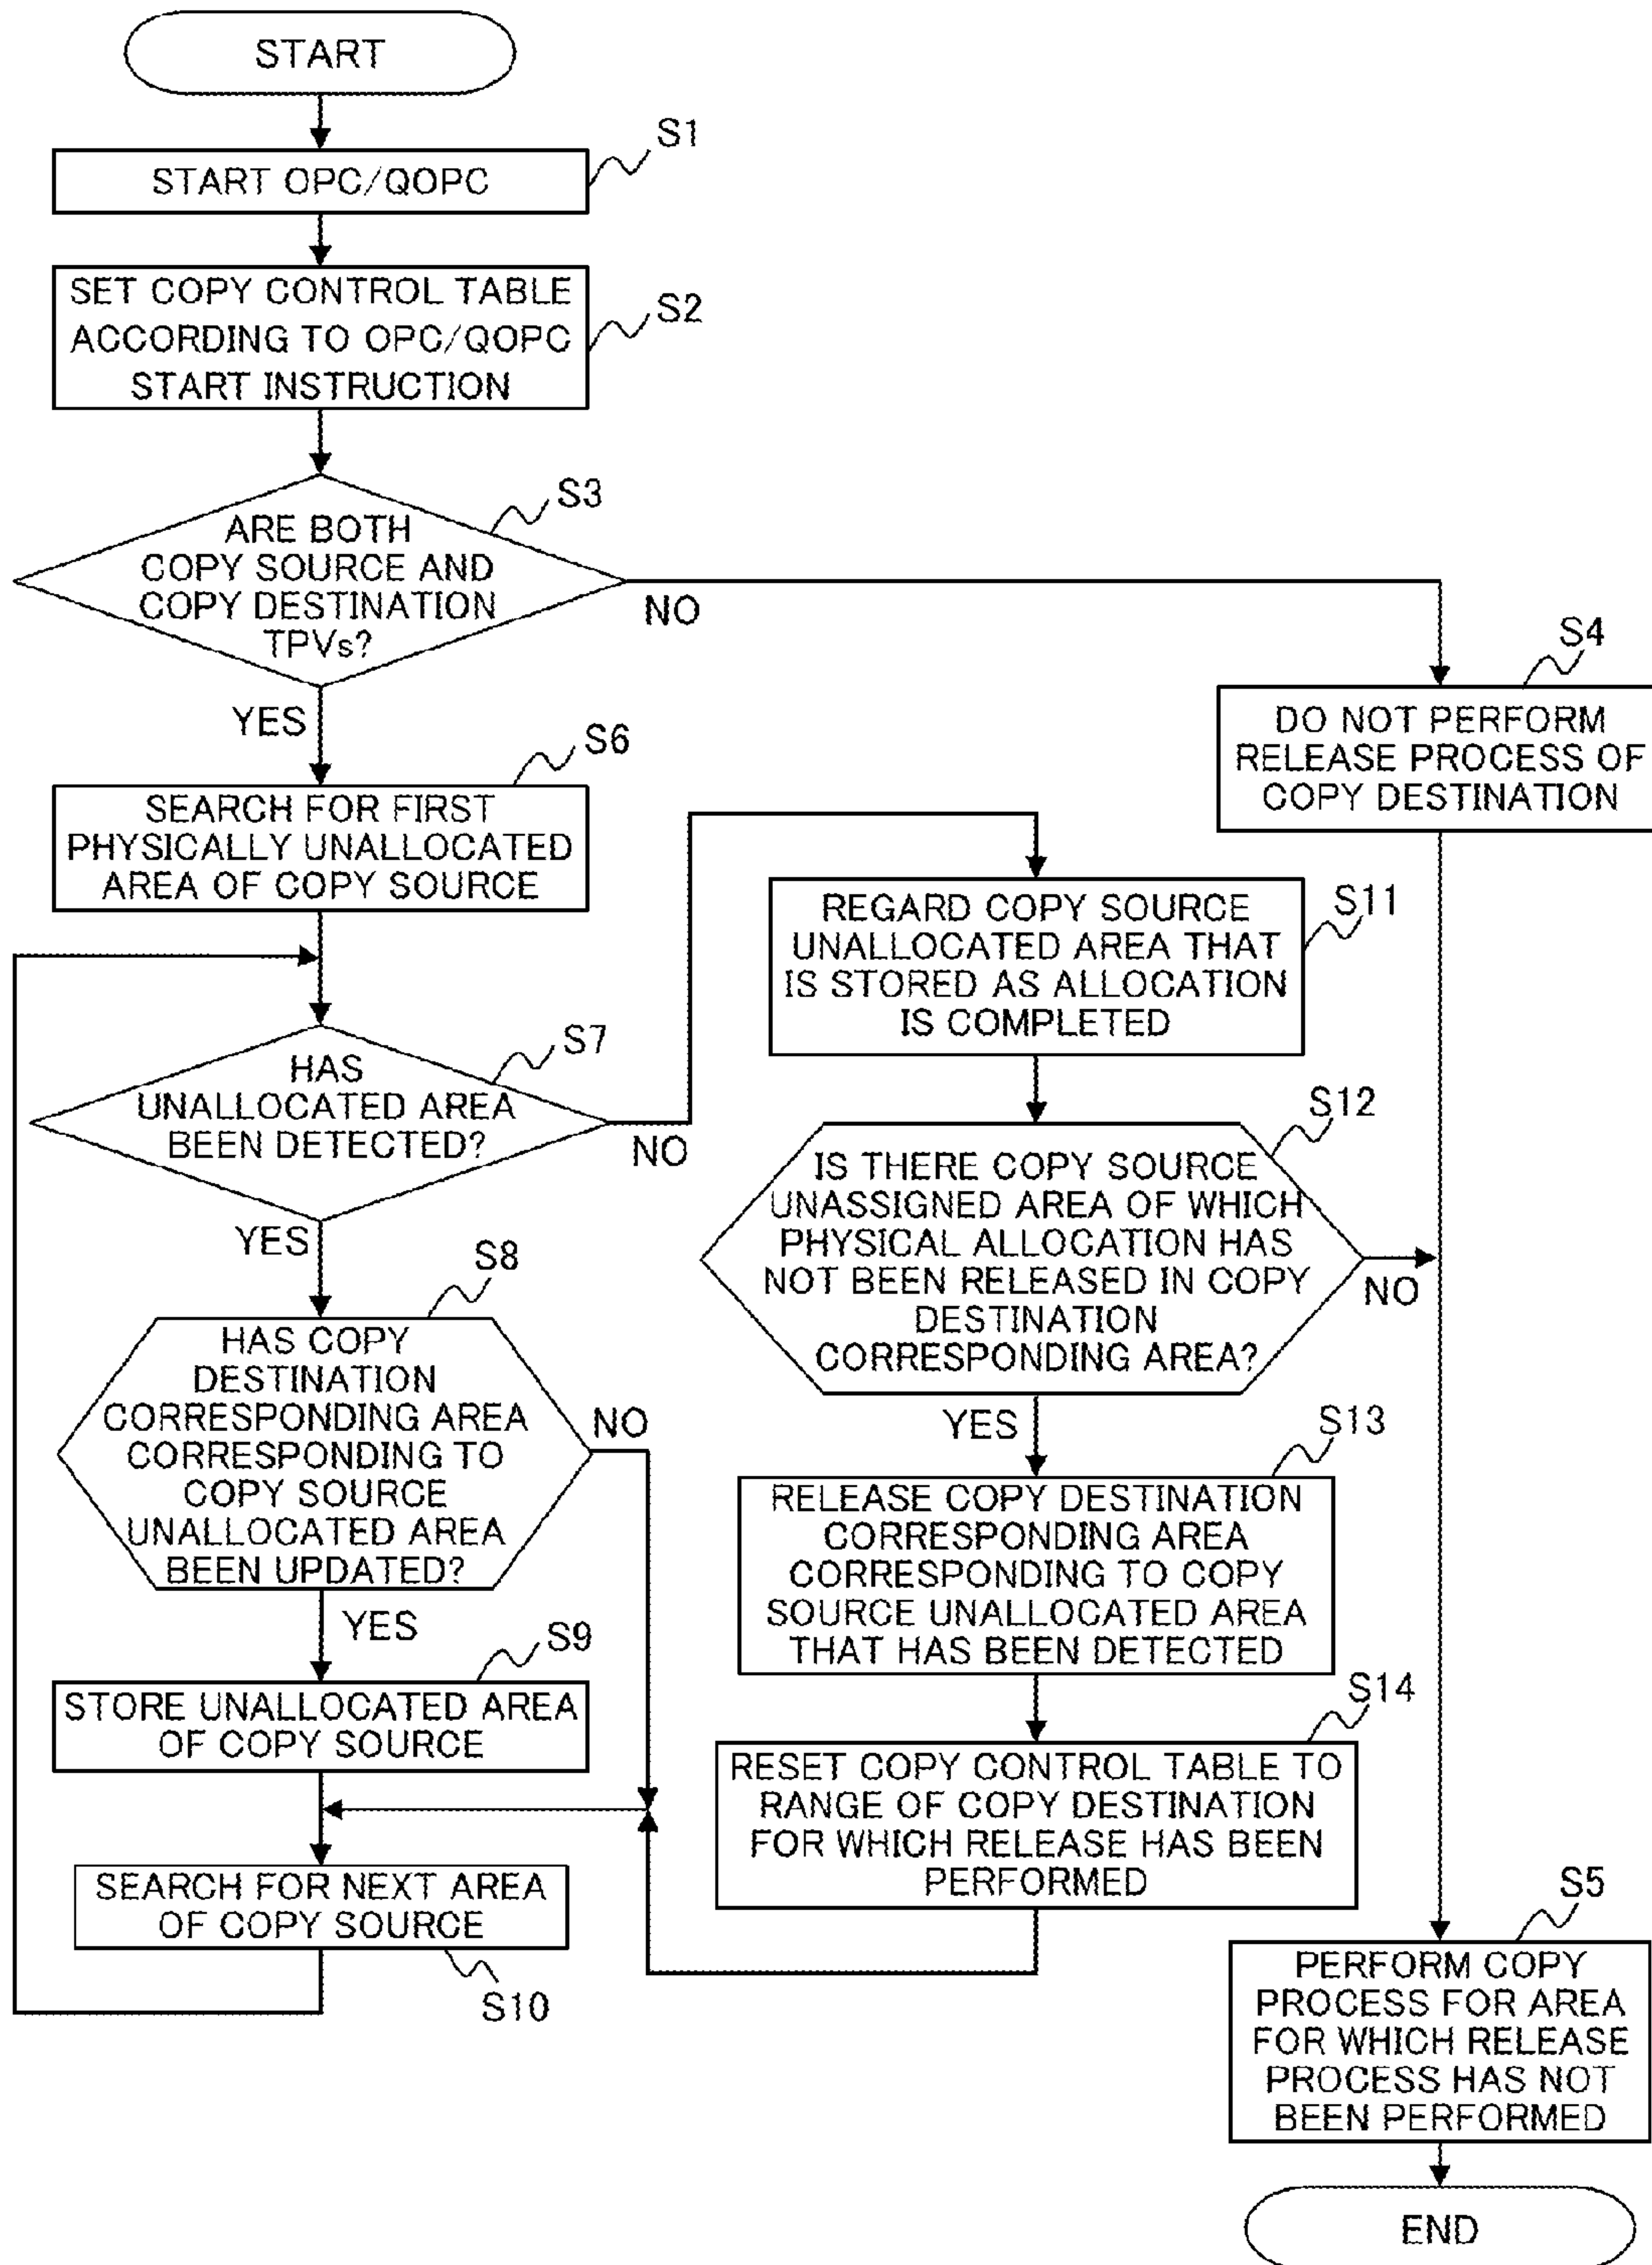 START
S1
START OPC/QOPC
S2
SET COPY CONTROL TABLE
ACCORDING TO OPC/QOPC
START INSTRUCTION
S3
ARE BOTH
COPY SOURCE AND
COPY DESTINATION
TPVs?
NO
YES
S4
DO NOT PERFORM
RELEASE PROCESS OF
COPY DESTINATION
S6
SEARCH FOR FIRST
PHYSICALLY UNALLOCATED
AREA OF COPY SOURCE
S7
HAS
UNALLOCATED AREA
BEEN DETECTED?
NO
YES
S8
HAS COPY
DESTINATION
CORRESPONDING AREA
CORRESPONDING TO
COPY SOURCE
UNALLOCATED AREA
BEEN UPDATED?
NO
YES
S9
STORE UNALLOCATED AREA
OF COPY SOURCE
SEARCH FOR NEXT AREA
OF COPY SOURCE
S10
S11
REGARD COPY SOURCE
UNALLOCATED AREA THAT
IS STORED AS ALLOCATION
IS COMPLETED
S12
IS THERE COPY SOURCE
UNASSIGNED AREA OF WHICH
PHYSICAL ALLOCATION HAS
NOT BEEN RELEASED IN COPY
DESTINATION
CORRESPONDING AREA?
NO
YES
S13
RELEASE COPY DESTINATION
CORRESPONDING AREA
CORRESPONDING TO COPY
SOURCE UNALLOCATED AREA
THAT HAS BEEN DETECTED
S14
RESET COPY CONTROL TABLE TO
RANGE OF COPY DESTINATION
FOR WHICH RELEASE HAS BEEN
PERFORMED
S5
PERFORM COPY
PROCESS FOR AREA
FOR WHICH RELEASE
PROCESS HAS NOT
BEEN PERFORMED
END